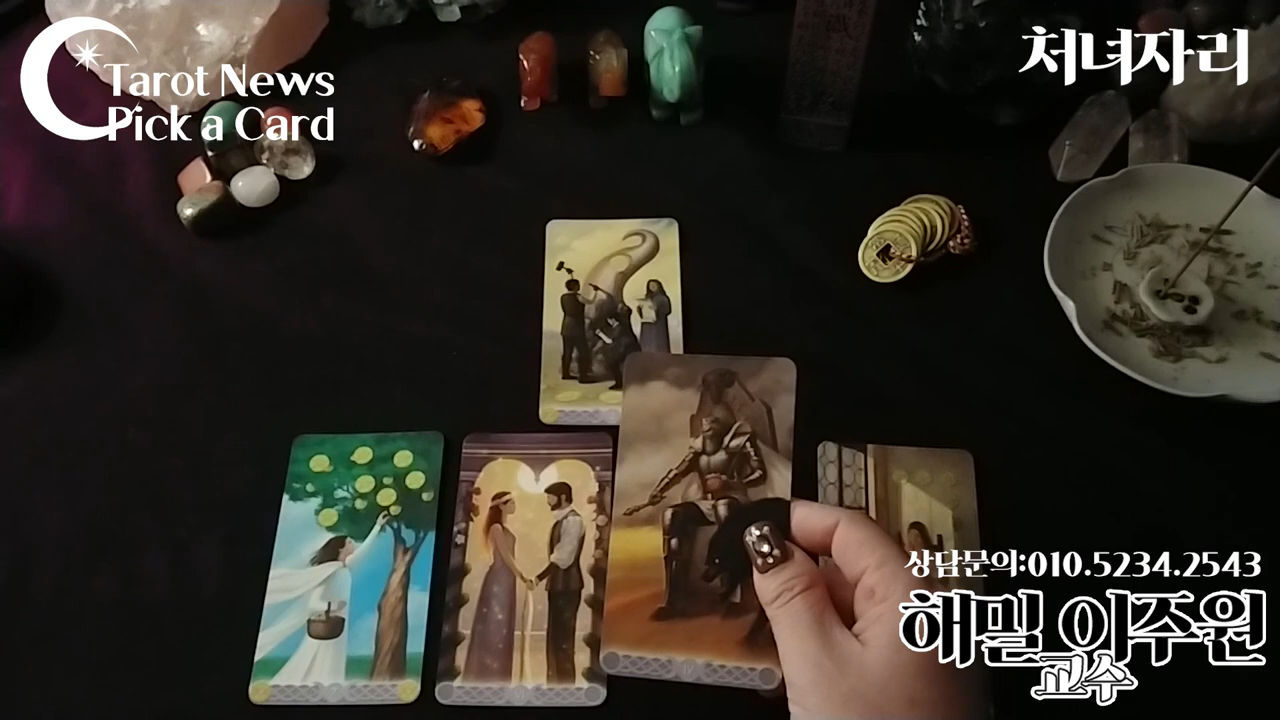 Tarot News
Pick a Card
처녀자리
상담문의:010.5234.2543
해밀 이주원
교수
IV